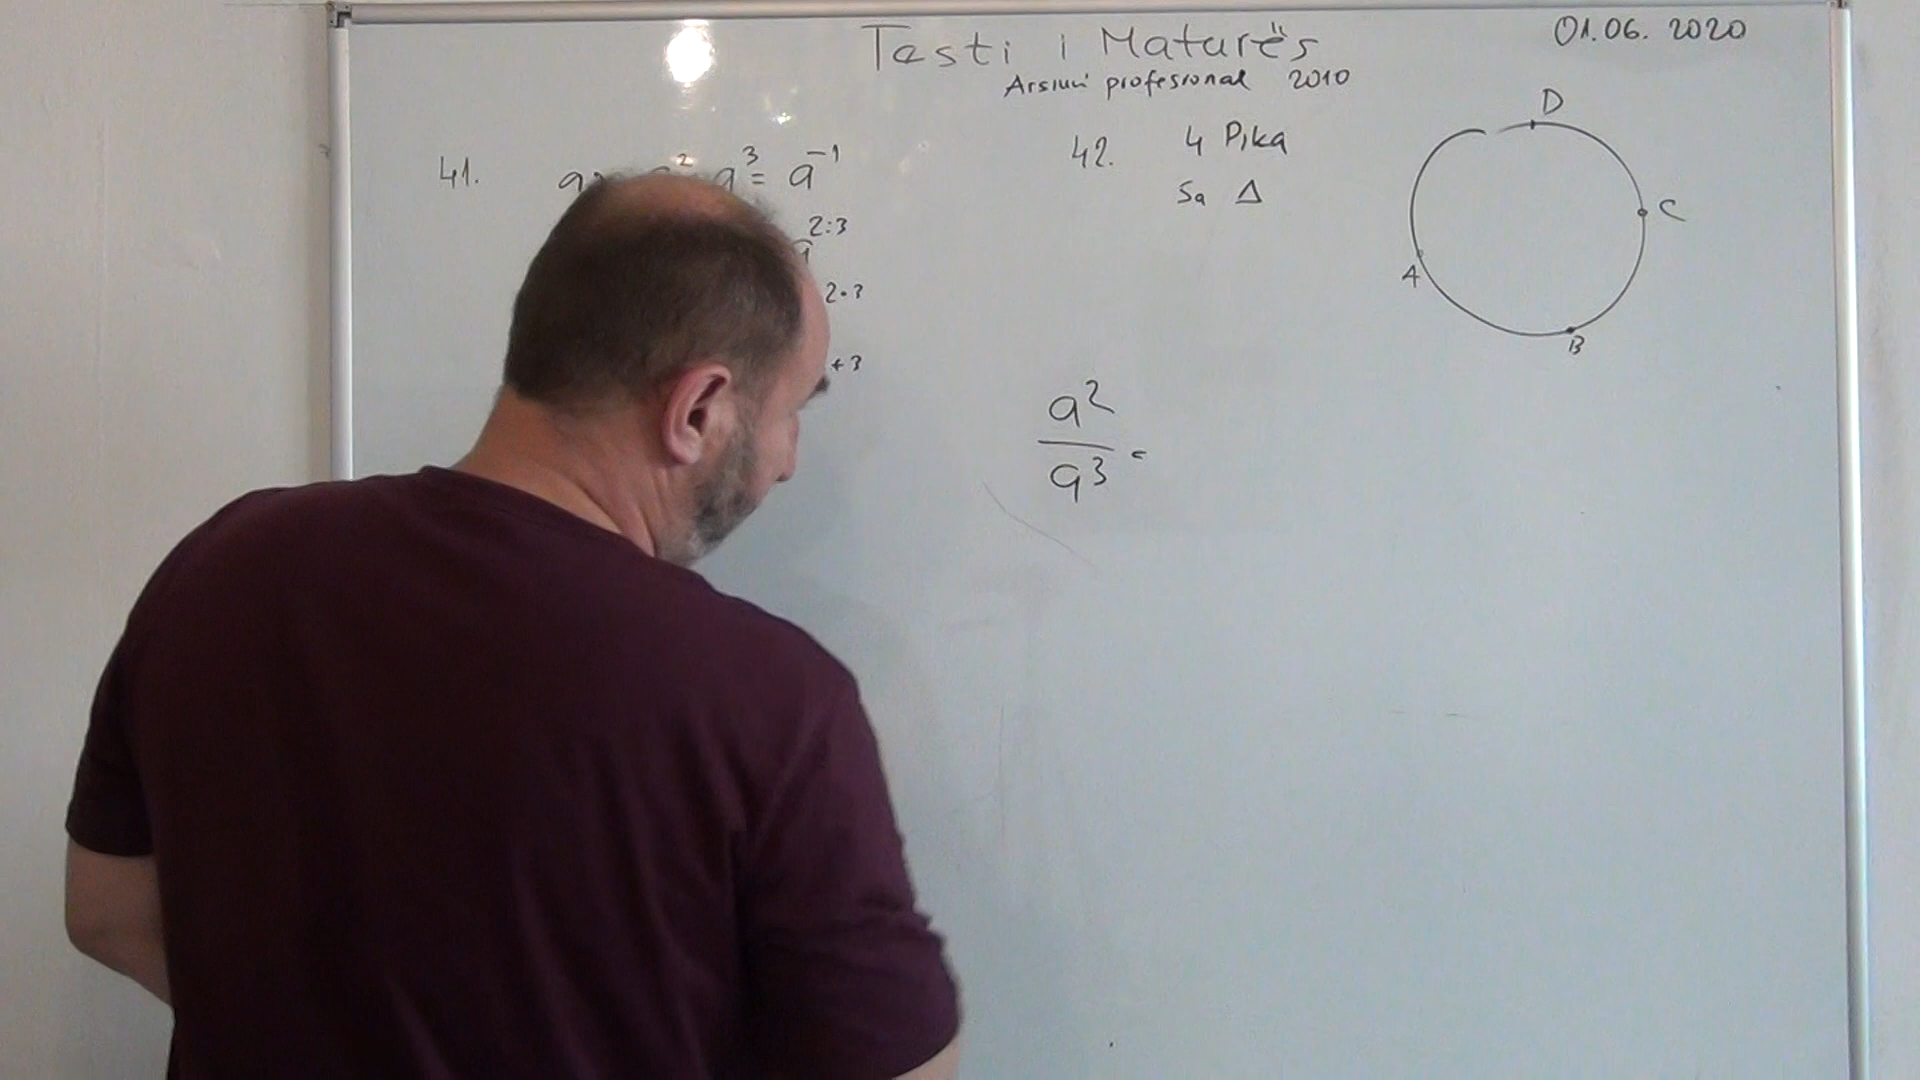 Testi i Maturës
01.06. 2020
Arsimi profesional 2010
41.
a³ = a⁻¹
2:3
2·3
+3
42. 4 Pika
Sa Δ
D
C
A
B
a²
a³ =